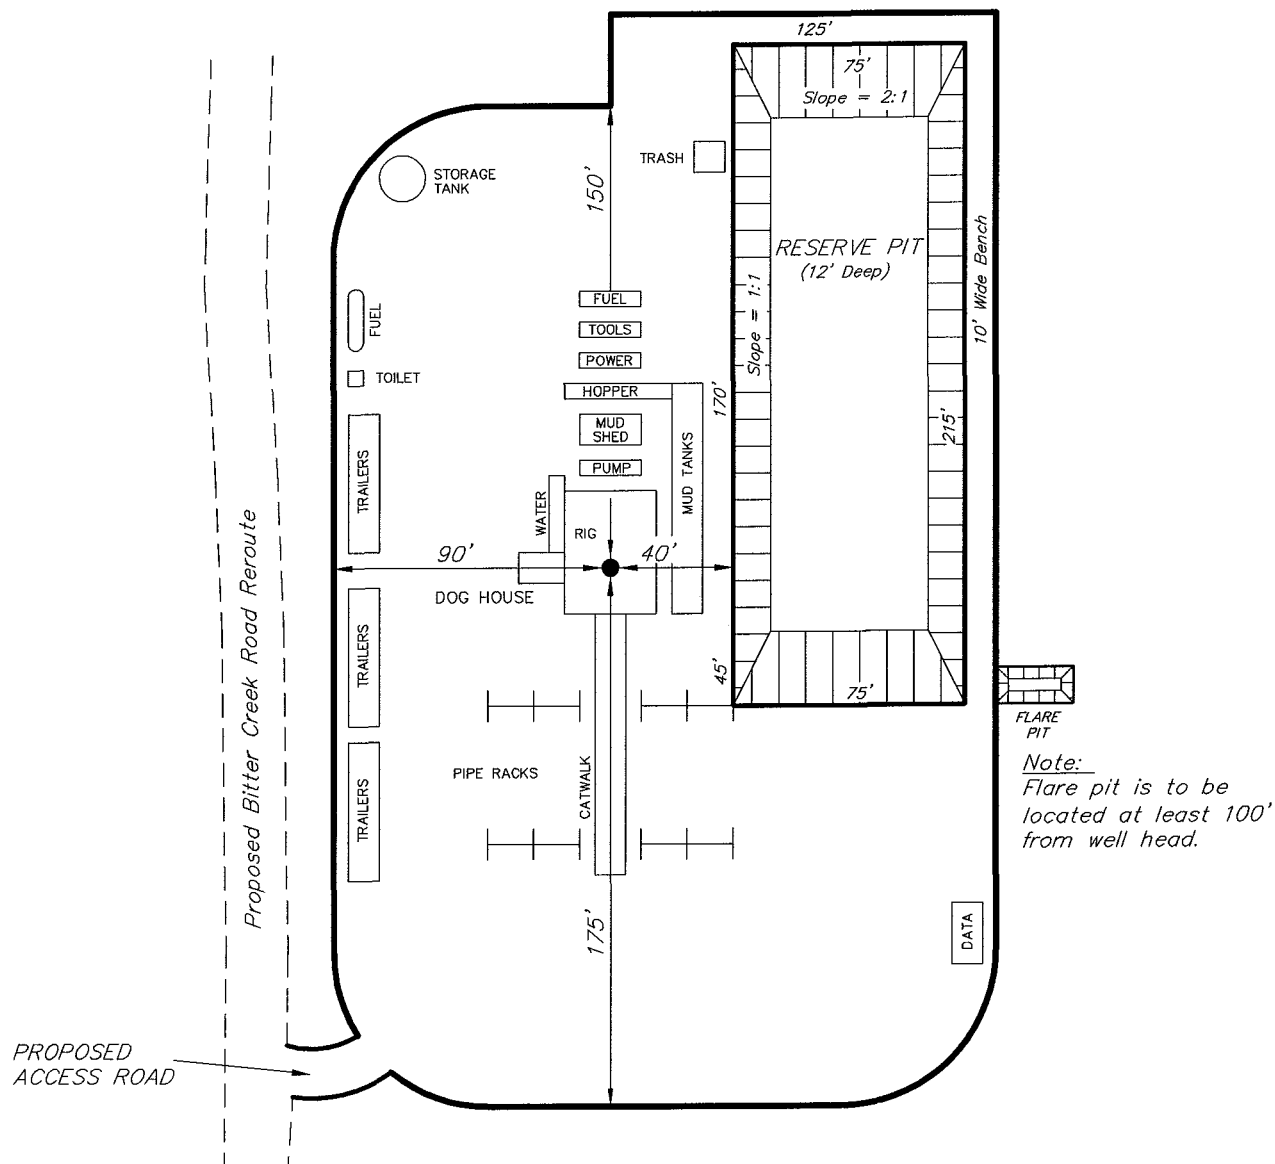 125'
75'
Slope = 2:1
TRASH
STORAGE
TANK
150'
RESERVE PIT
(12' Deep)
10' Wide Bench
Slope = 1:1
FUEL
FUEL
TOOLS
POWER
TOILET
HOPPER
170'
215'
MUD
SHED
MUD TANKS
PUMP
TRAILERS
WATER
RIG
90'
40'
DOG HOUSE
Proposed Bitter Creek Road Reroute
TRAILERS
45'
75'
FLARE
PIT
Note:
Flare pit is to be
located at least 100'
from well head.
PIPE RACKS
CATWALK
TRAILERS
175'
DATA
PROPOSED
ACCESS ROAD